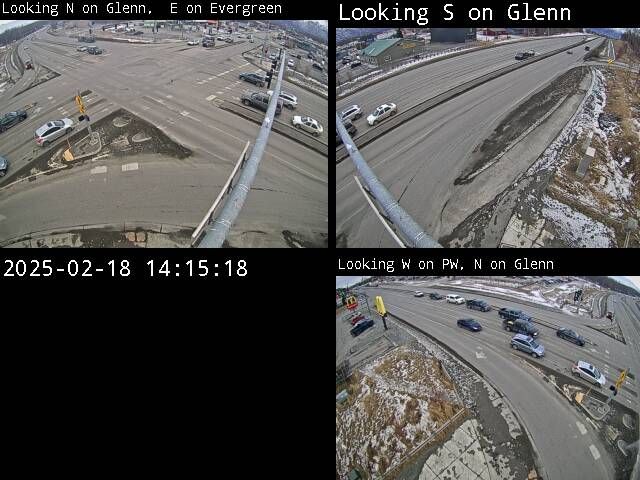 Looking N on Glenn,  E on Evergreen
Looking S on Glenn
2025-02-18 14:15:18
Looking W on PW, N on Glenn